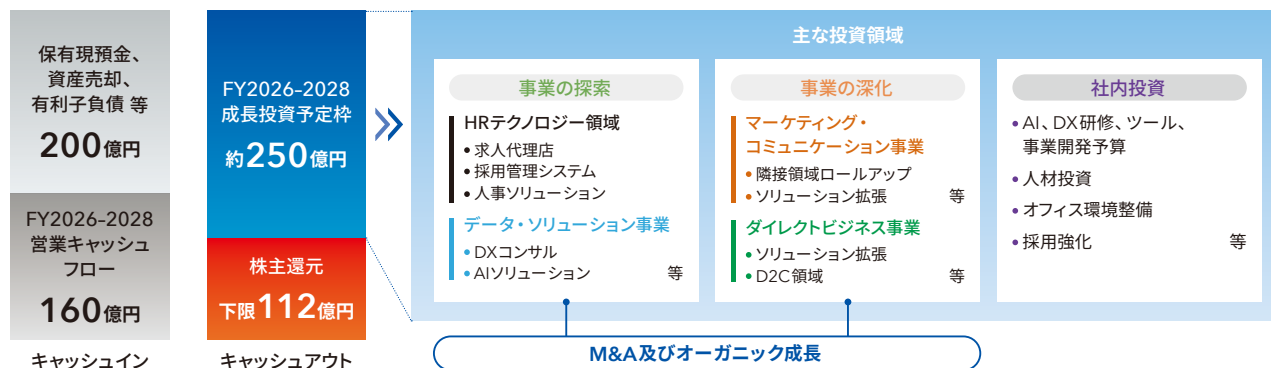 保有現預金、
資産売却、
有利子負債 等
200億円
FY2026-2028
営業キャッシュ
フロー
160億円
キャッシュイン
FY2026-2028
成長投資予定枠
約250億円
株主還元
下限112億円
キャッシュアウト
主な投資領域
事業の探索
HRテクノロジー領域
•求人代理店
•採用管理システム
•人事ソリューション
データ・ソリューション事業
•DXコンサル
•AIソリューション 等
事業の深化
マーケティング・
コミュニケーション事業
•隣接領域ロールアップ
•ソリューション拡張 等
ダイレクトビジネス事業
•ソリューション拡張
•D2C領域 等
社内投資
•AI、DX研修、ツール、
事業開発予算
•人材投資
•オフィス環境整備
•採用強化 等
M&A及びオーガニック成長